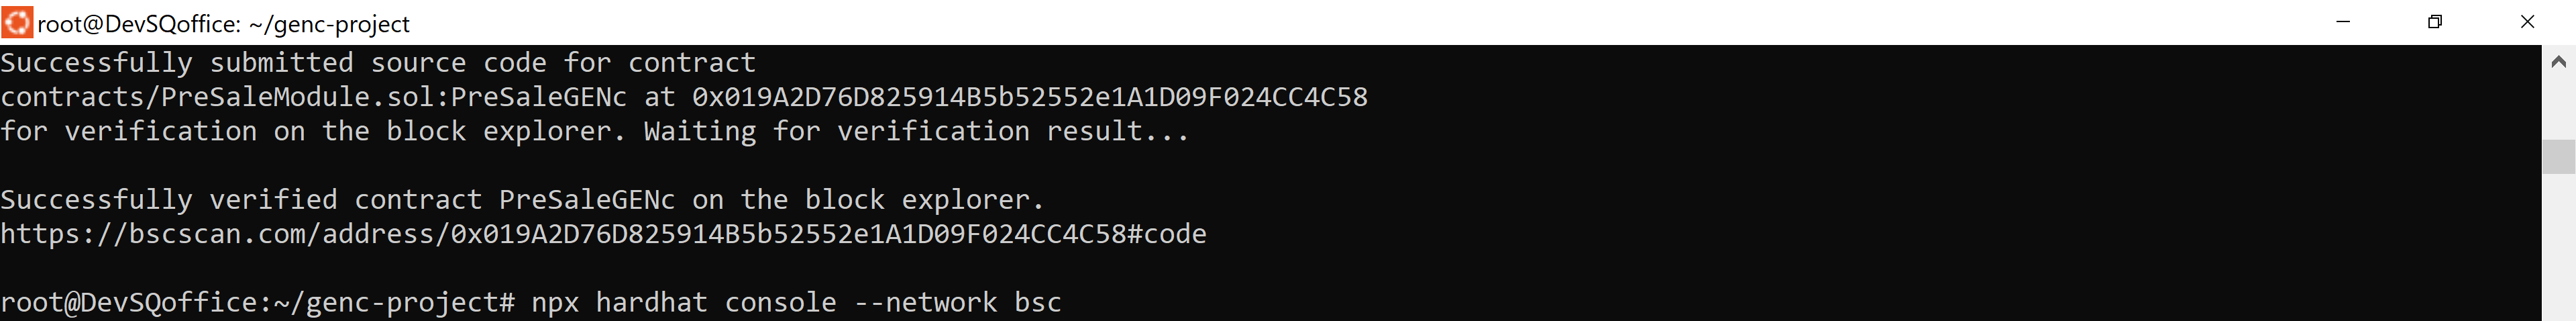 root@DevSQoffice: ~/genc-project
Successfully submitted source code for contract
contracts/PreSaleModule.sol:PreSaleGENc at 0x019A2D76D825914B5b52552e1A1D09F024CC4C58
for verification on the block explorer. Waiting for verification result...
Successfully verified contract PreSaleGENc on the block explorer.
https://bscscan.com/address/0x019A2D76D825914B5b52552e1A1D09F024CC4C58#code
root@DevSQoffice:~/genc-project# npx hardhat console --network bsc